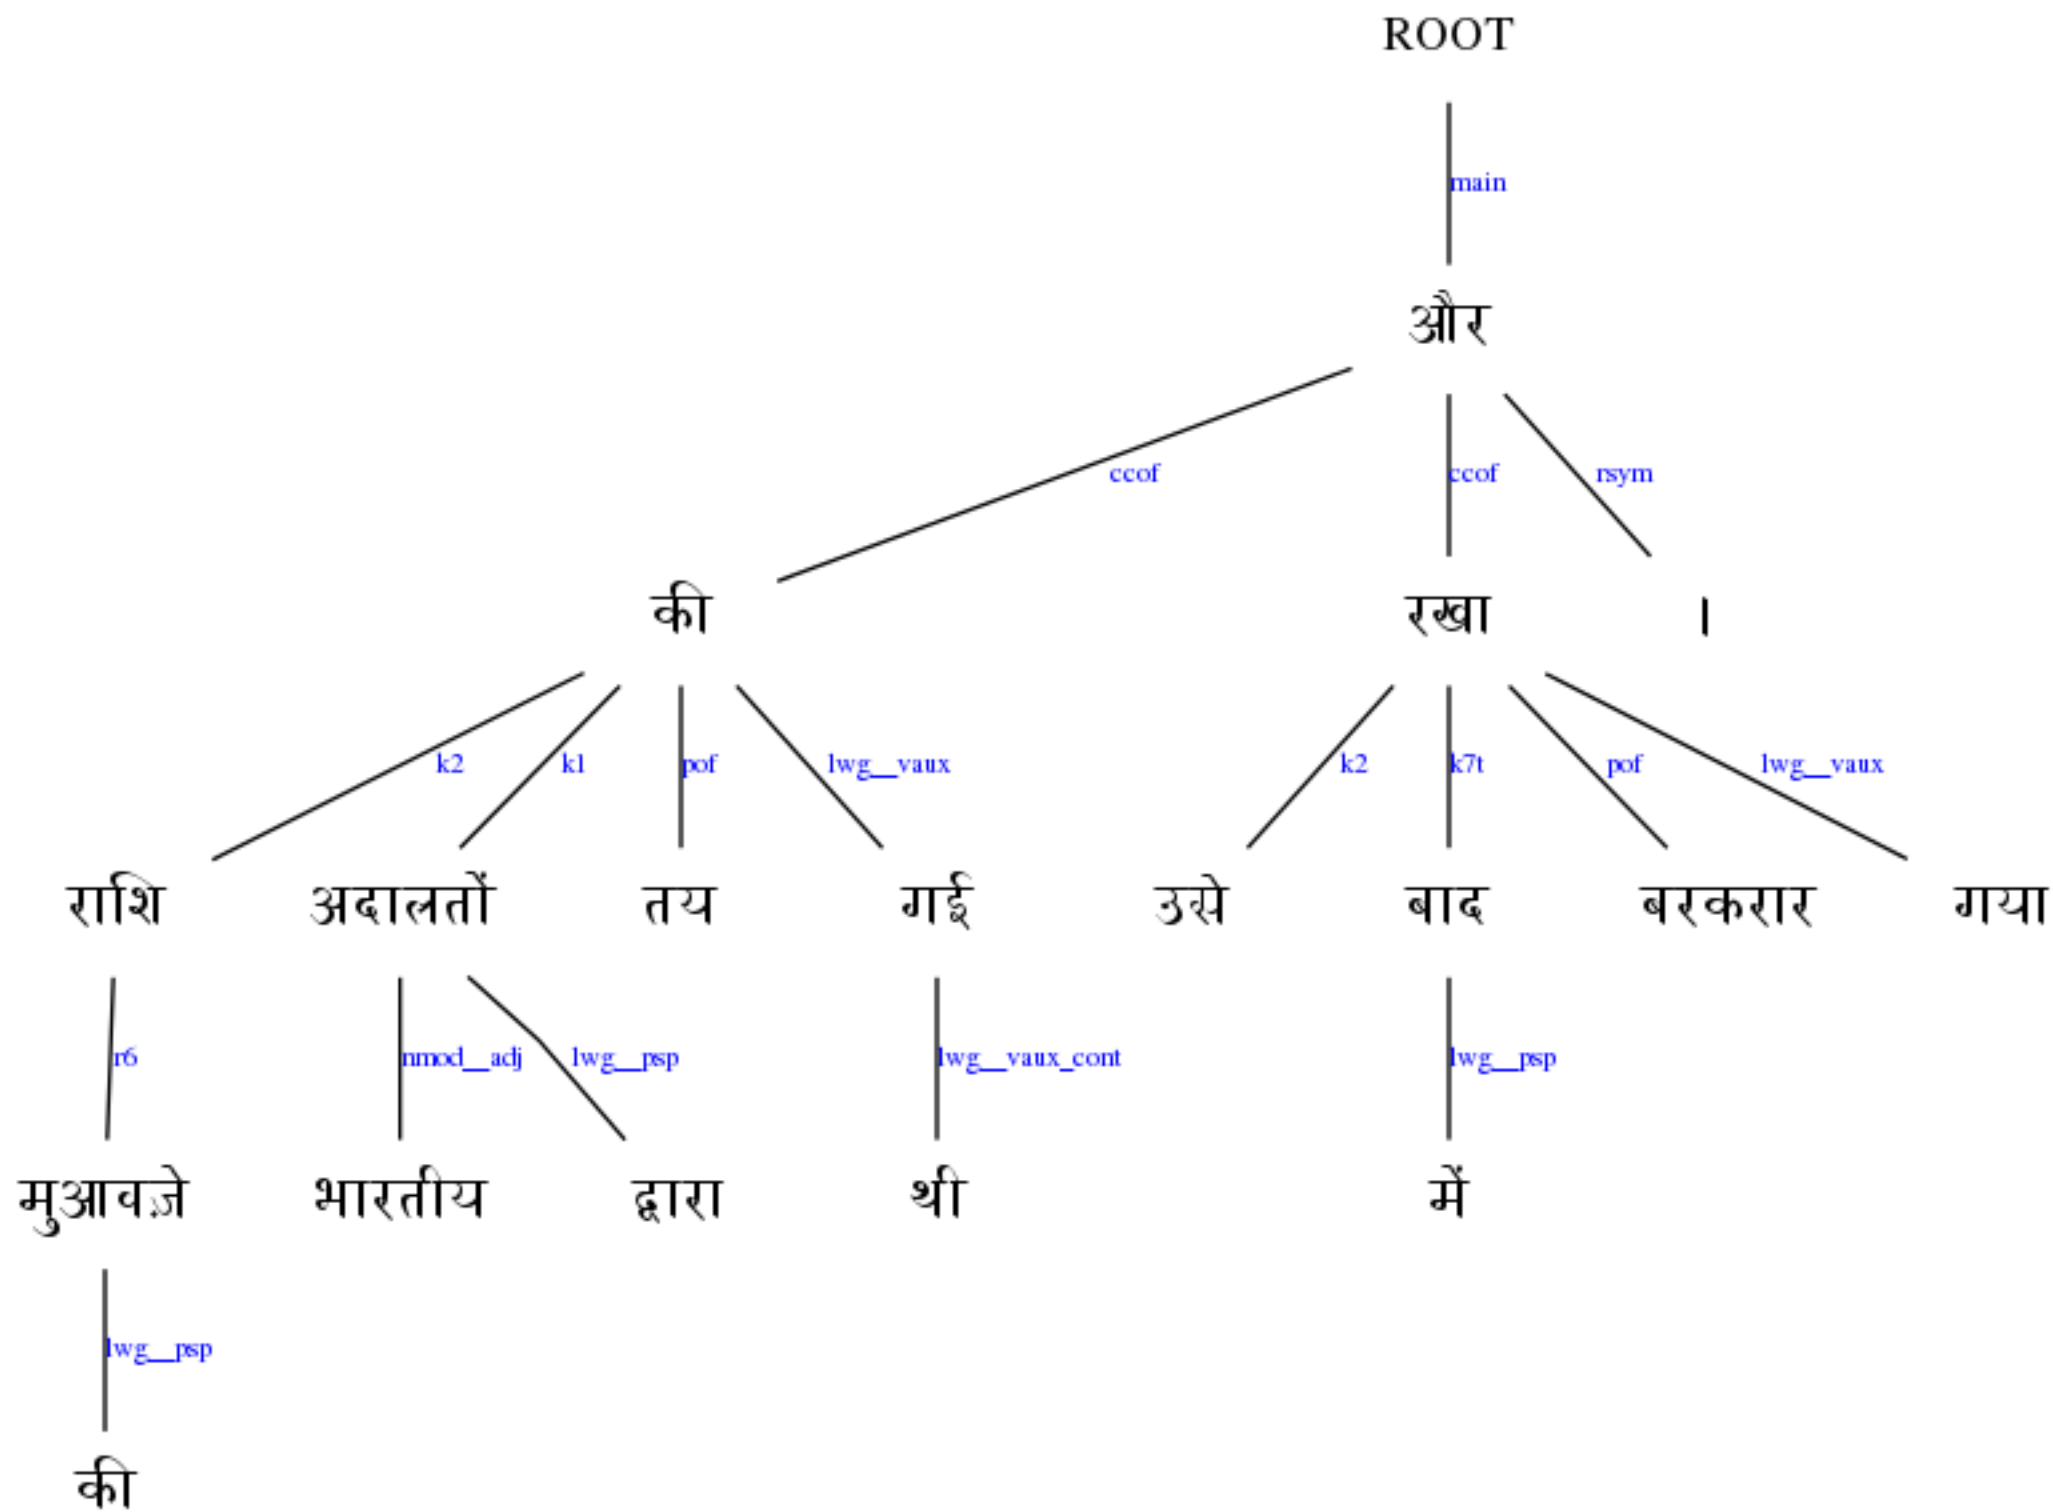 ROOT
main
और
ccof ccof rsym
की रखा ।
k2 k1 pof lwg__vaux k2 k7t pof lwg__vaux
राशि अदालतों तय गई उसे बाद बरकरार गया
r6 nmod__adj lwg__psp lwg__vaux_cont lwg__psp
मुआवज़े भारतीय द्वारा थी में
lwg__psp
की